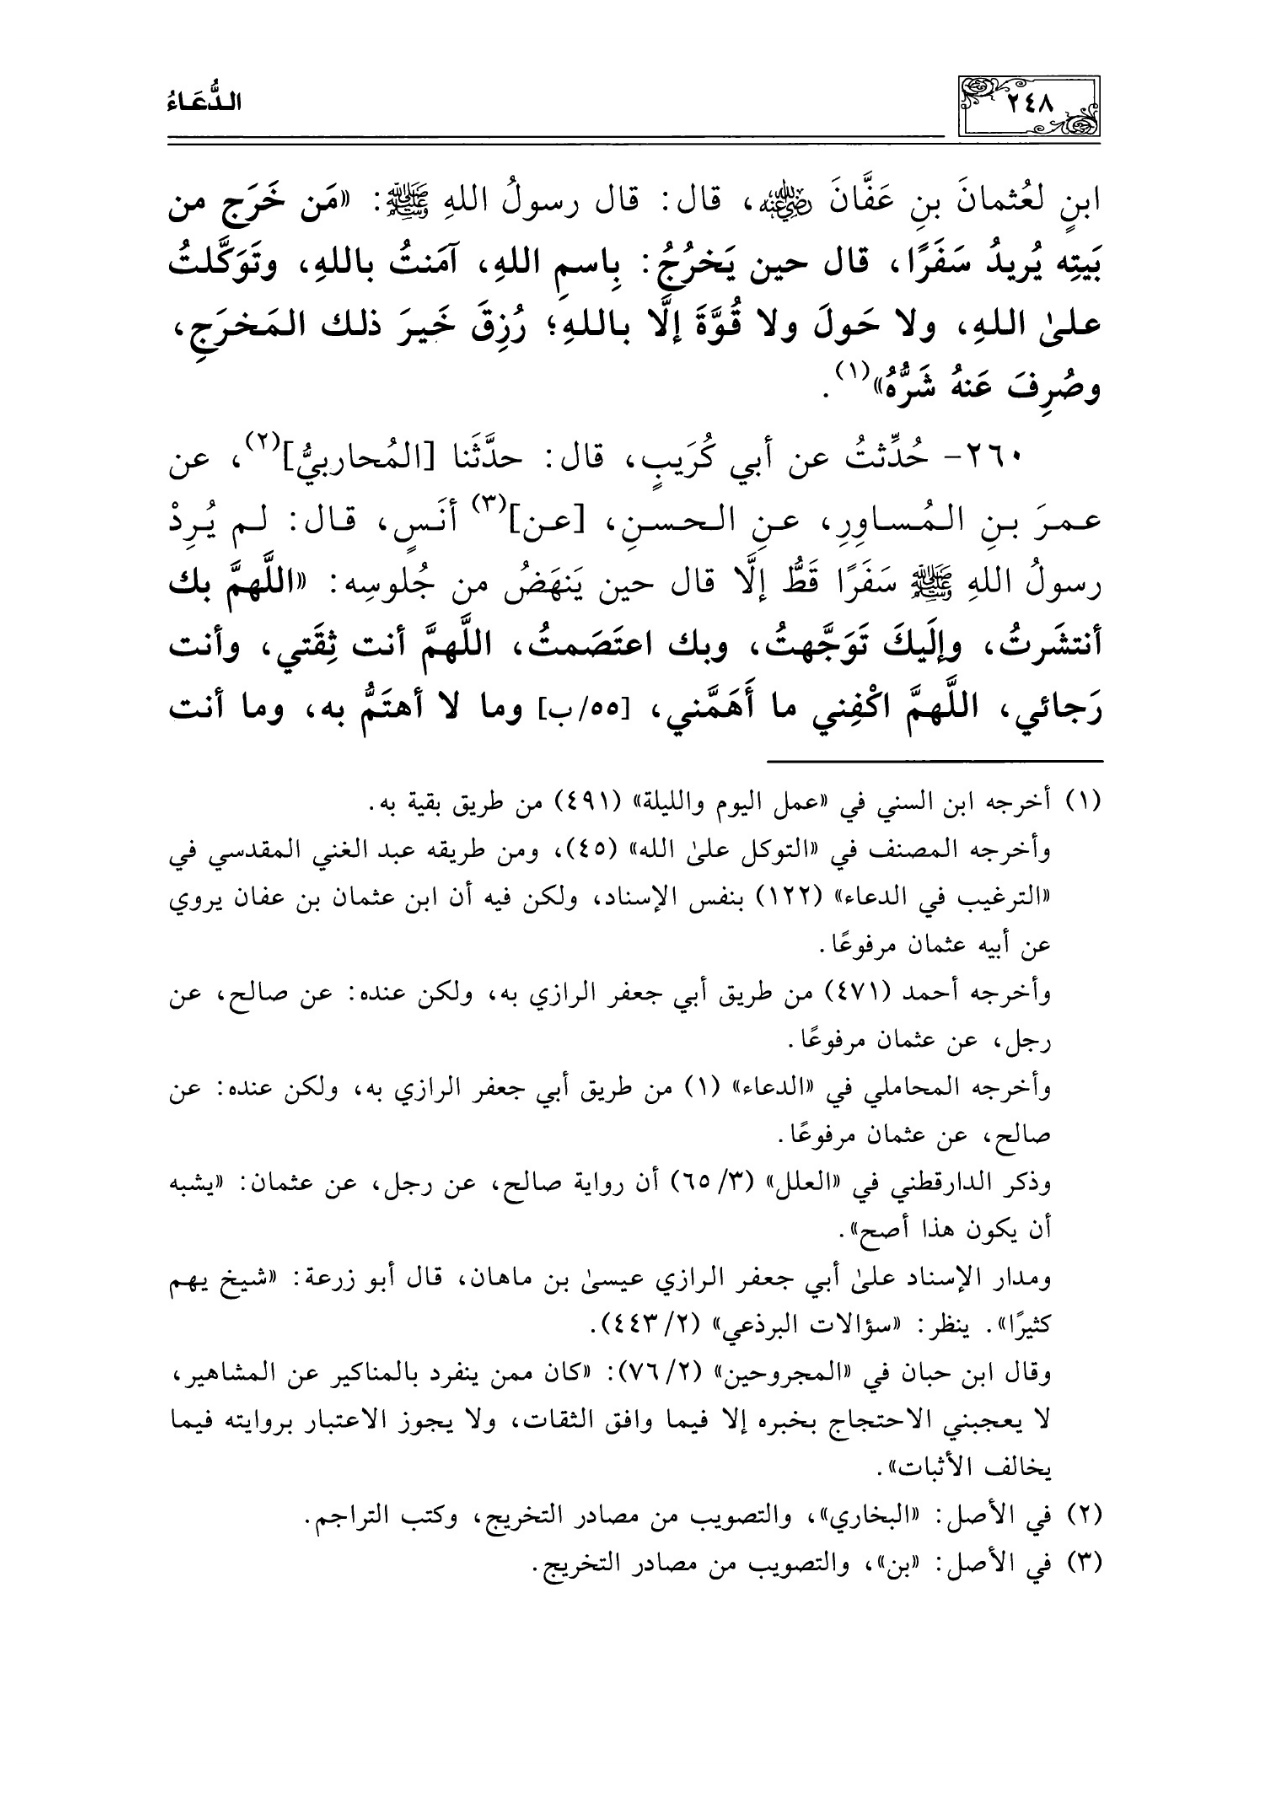 ٢٤٨
الدُّعَاءُ
ابنٍ لعُثمانَ بنِ عَفَّانَ رضي الله عنه، قال: قال رسولُ اللهِ ﷺ: «مَن خَرَج من
بَيتِه يُريدُ سَفَرًا، قال حين يَخرُجُ: بِاسمِ اللهِ، آمَنتُ باللهِ، وتَوَكَّلتُ
علىٰ اللهِ، ولا حَولَ ولا قُوَّةَ إلَّا باللهِ؛ رُزِقَ خَيرَ ذلك المَخرَجِ،
وصُرِفَ عَنهُ شَرُّهُ»(١).
٢٦٠- حُدِّثتُ عن أبي كُرَيبٍ، قال: حدَّثَنا [المُحاربيُّ](٢)، عن
عمرَ بنِ المُساوِرِ، عنِ الحسنِ، [عن](٣) أنَسٍ، قال: لم يُرِدْ
رسولُ اللهِ ﷺ سَفَرًا قَطُّ إلَّا قال حين يَنهَضُ من جُلوسِه: «اللَّهمَّ بك
أنتشَرتُ، وإلَيكَ تَوَجَّهتُ، وبك اعتَصَمتُ، اللَّهمَّ أنت ثِقَتي، وأنت
رَجائي، اللَّهمَّ اكْفِني ما أَهَمَّني، [٥٥/ب] وما لا أهتَمُّ به، وما أنت
(١) أخرجه ابن السني في «عمل اليوم والليلة» (٤٩١) من طريق بقية به.
وأخرجه المصنف في «التوكل علىٰ الله» (٤٥)، ومن طريقه عبد الغني المقدسي في
«الترغيب في الدعاء» (١٢٢) بنفس الإسناد، ولكن فيه أن ابن عثمان بن عفان يروي
عن أبيه عثمان مرفوعًا.
وأخرجه أحمد (٤٧١) من طريق أبي جعفر الرازي به، ولكن عنده: عن صالح، عن
رجل، عن عثمان مرفوعًا.
وأخرجه المحاملي في «الدعاء» (١) من طريق أبي جعفر الرازي به، ولكن عنده: عن
صالح، عن عثمان مرفوعًا.
وذكر الدارقطني في «العلل» (٣/ ٦٥) أن رواية صالح، عن رجل، عن عثمان: «يشبه
أن يكون هذا أصح».
ومدار الإسناد علىٰ أبي جعفر الرازي عيسىٰ بن ماهان، قال أبو زرعة: «شيخ يهم
كثيرًا». ينظر: «سؤالات البرذعي» (٢/ ٤٤٣).
وقال ابن حبان في «المجروحين» (٢/ ٧٦): «كان ممن ينفرد بالمناكير عن المشاهير،
لا يعجبني الاحتجاج بخبره إلا فيما وافق الثقات، ولا يجوز الاعتبار بروايته فيما
يخالف الأثبات».
(٢) في الأصل: «البخاري»، والتصويب من مصادر التخريج، وكتب التراجم.
(٣) في الأصل: «بن»، والتصويب من مصادر التخريج.